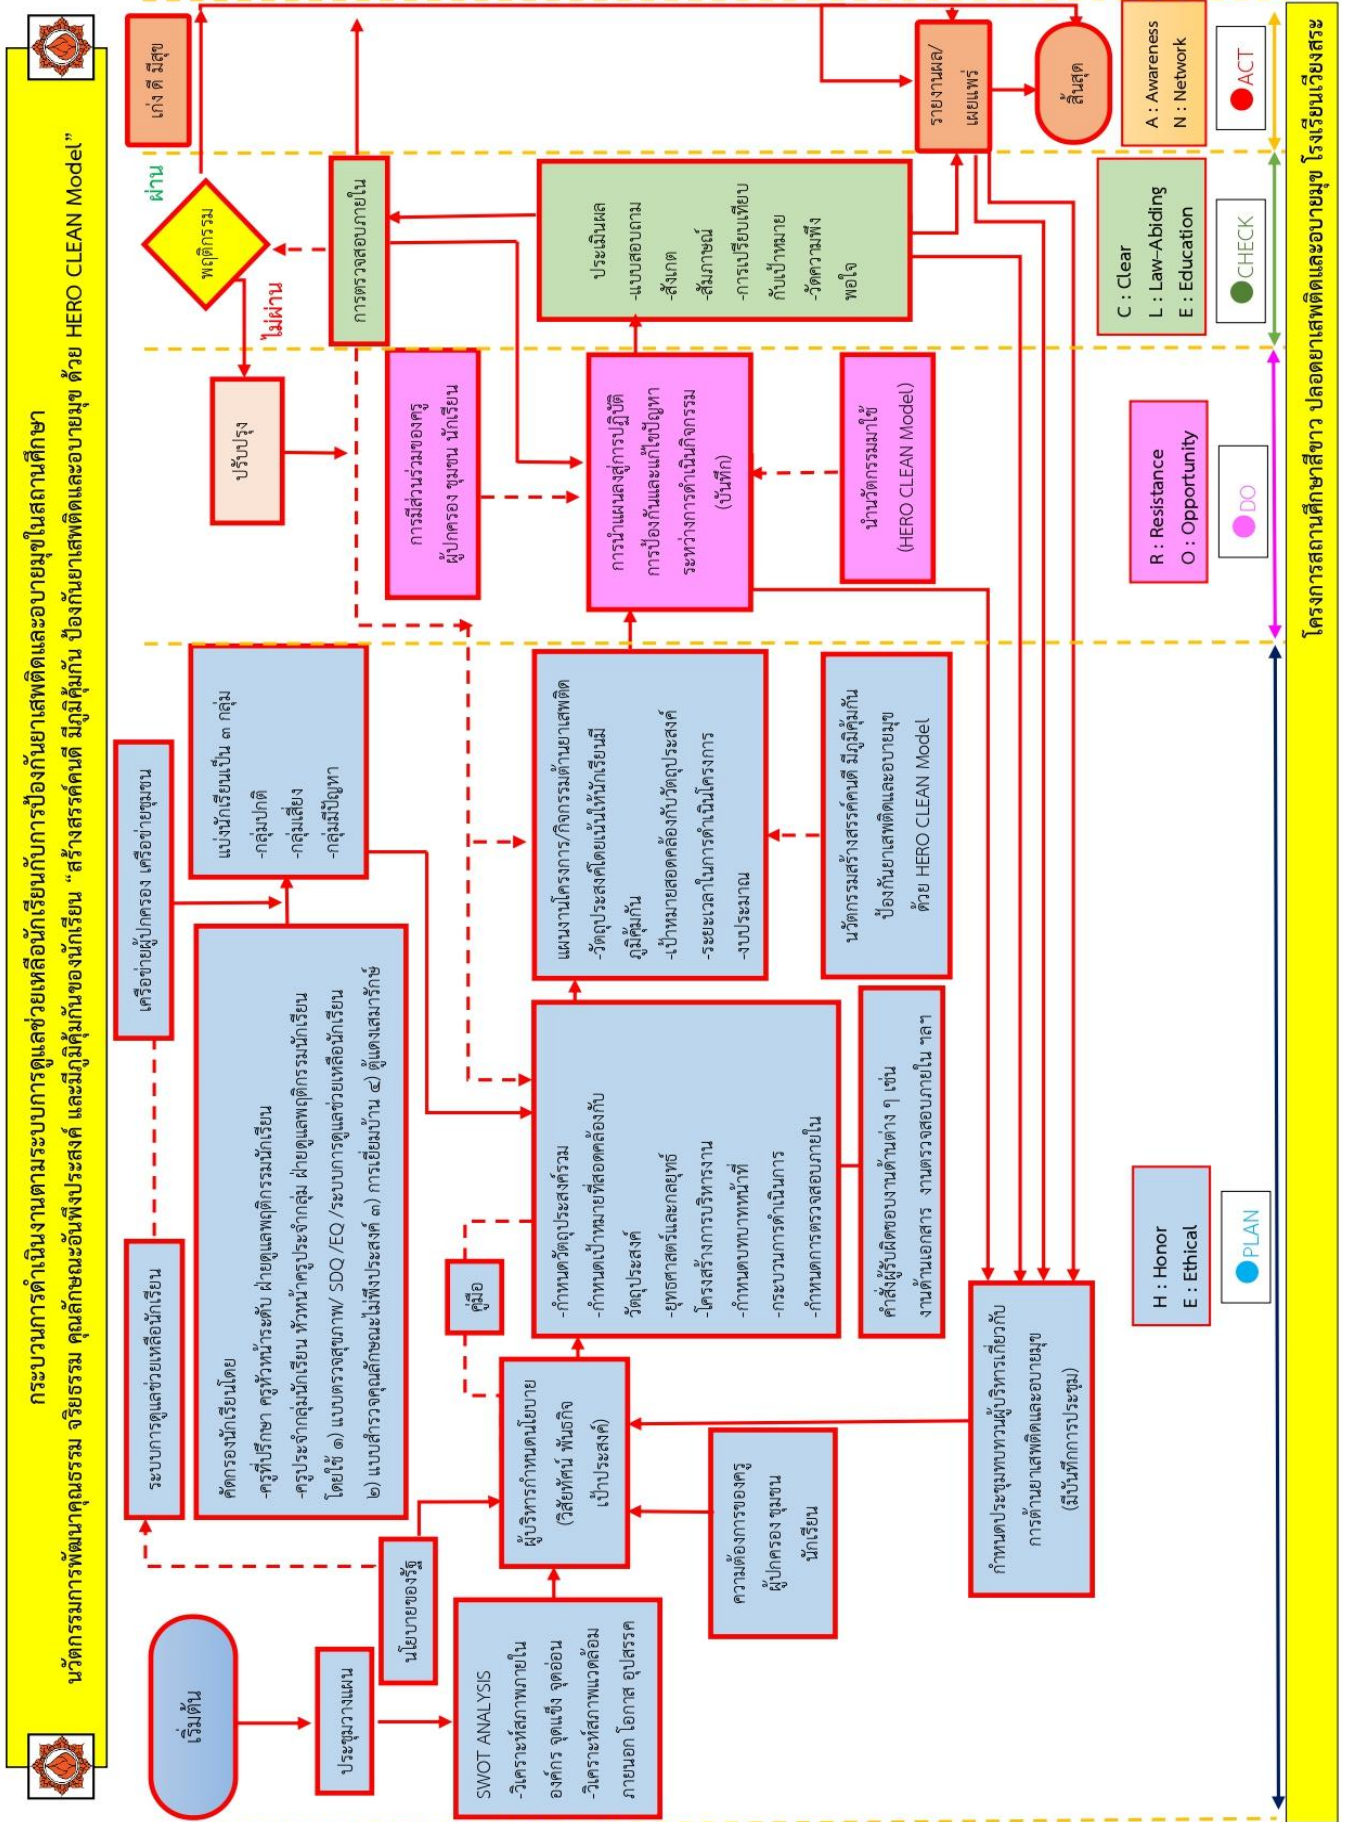 กระบวนการดำเนินงานตามระบบการดูแลช่วยเหลือนักเรียนกับการป้องกันยาเสพติดและอบายมุขในสถานศึกษา
นวัตกรรมการพัฒนาคุณธรรม จริยธรรม คุณลักษณะอันพึงประสงค์ และมีภูมิคุ้มกันของนักเรียน “สร้างสรรค์คนดี มีภูมิคุ้มกัน ป้องกันยาเสพติดและอบายมุข ด้วย HERO CLEAN Model”
เริ่มต้น
ประชุมวางแผน
SWOT ANALYSIS
-วิเคราะห์สภาพภายใน
องค์กร จุดแข็ง จุดอ่อน
-วิเคราะห์สภาพแวดล้อม
ภายนอก โอกาส อุปสรรค
นโยบายของรัฐ
ระบบการดูแลช่วยเหลือนักเรียน
เครือข่ายผู้ปกครอง เครือข่ายชุมชน
คัดกรองนักเรียนโดย
-ครูที่ปรึกษา ครูหัวหน้าระดับ ฝ่ายดูแลพฤติกรรมนักเรียน
-ครูประจำกลุ่มนักเรียน หัวหน้าครูประจำกลุ่ม ฝ่ายดูแลพฤติกรรมนักเรียน
โดยใช้ ๑) แบบตรวจสุขภาพ/ SDQ /EQ /ระบบการดูแลช่วยเหลือนักเรียน
๒) แบบสำรวจคุณลักษณะไม่พึงประสงค์ ๓) การเยี่ยมบ้าน ๔) ตู้แดงเสมารักษ์
แบ่งนักเรียนเป็น ๓ กลุ่ม
-กลุ่มปกติ
-กลุ่มเสี่ยง
-กลุ่มมีปัญหา
ผู้บริหารกำหนดนโยบาย
(วิสัยทัศน์ พันธกิจ
เป้าประสงค์)
คู่มือ
ความต้องการของครู
ผู้ปกครอง ชุมชน
นักเรียน
-กำหนดวัตถุประสงค์รวม
-กำหนดเป้าหมายที่สอดคล้องกับ
วัตถุประสงค์
-ยุทธศาสตร์และกลยุทธ์
-โครงสร้างการบริหารงาน
-กำหนดบทบาทหน้าที่
-กระบวนการดำเนินการ
-กำหนดการตรวจสอบภายใน
คำสั่งผู้รับผิดชอบงานด้านต่าง ๆ เช่น
งานด้านเอกสาร งานตรวจสอบภายใน ฯลฯ
กำหนดประชุมทบทวนผู้บริหารเกี่ยวกับ
การต้านยาเสพติดและอบายมุข
(มีบันทึกการประชุม)
แผนงานโครงการ/กิจกรรมต้านยาเสพติด
-วัตถุประสงค์โดยเน้นให้นักเรียนมี
ภูมิคุ้มกัน
-เป้าหมายสอดคล้องกับวัตถุประสงค์
-ระยะเวลาในการดำเนินโครงการ
-งบประมาณ
นวัตกรรมสร้างสรรค์คนดี มีภูมิคุ้มกัน
ป้องกันยาเสพติดและอบายมุข
ด้วย HERO CLEAN Model
ปรับปรุง
การมีส่วนร่วมของครู
ผู้ปกครอง ชุมชน นักเรียน
การนำแผนลงสู่การปฏิบัติ
การป้องกันและแก้ไขปัญหา
ระหว่างการดำเนินกิจกรรม
(บันทึก)
นำนวัตกรรมมาใช้
(HERO CLEAN Model)
พฤติกรรม
ผ่าน
ไม่ผ่าน
การตรวจสอบภายใน
ประเมินผล
-แบบสอบถาม
-สังเกต
-สัมภาษณ์
-การเปรียบเทียบ
กับเป้าหมาย
-วัดความพึง
พอใจ
เก่ง ดี มีสุข
รายงานผล/
เผยแพร่
สิ้นสุด
H : Honor
E : Ethical
PLAN
R : Resistance
O : Opportunity
DO
C : Clear
L : Law–Abiding
E : Education
CHECK
A : Awareness
N : Network
ACT
โครงการสถานศึกษาสีขาว ปลอดยาเสพติดและอบายมุข โรงเรียนเวียงสระ